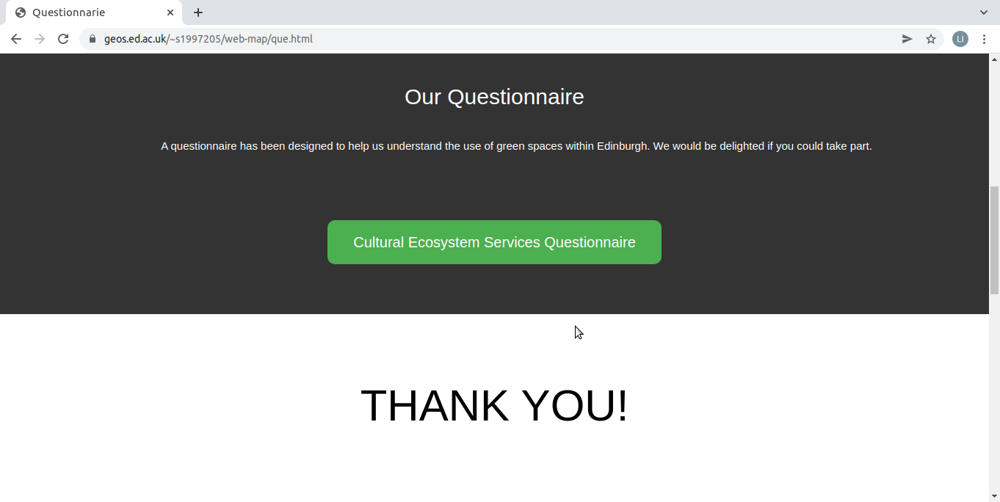 Questionnarie
geos.ed.ac.uk/~s1997205/web-map/que.html
LI
Our Questionnaire
A questionnaire has been designed to help us understand the use of green spaces within Edinburgh. We would be delighted if you could take part.
Cultural Ecosystem Services Questionnaire
THANK YOU!